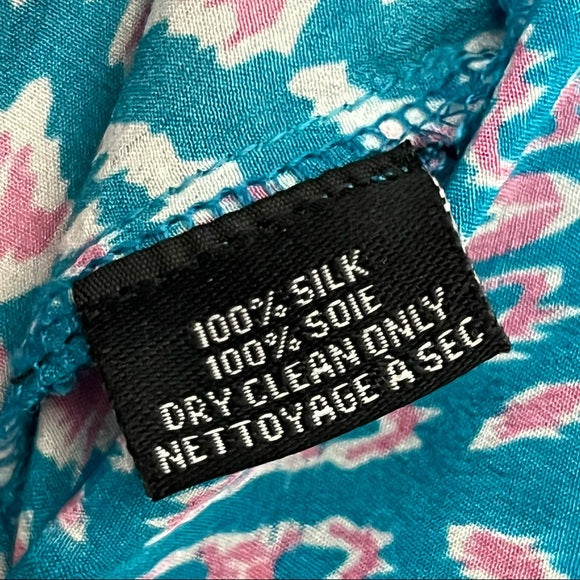 100% SILK
100% SOIE
DRY CLEAN ONLY
NETTOYAGE À SEC